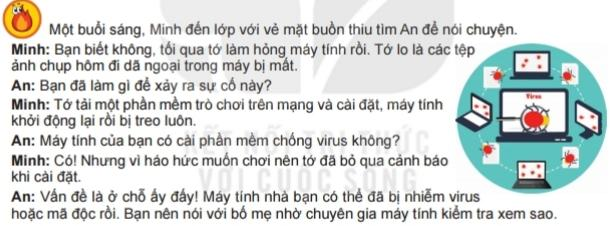 Một buổi sáng, Minh đến lớp với vẻ mặt buồn thiu tìm An để nói chuyện.
Minh: Bạn biết không, tối qua tớ làm hỏng máy tính rồi. Tớ lo là các tệp
ảnh chụp hôm đi dã ngoại trong máy bị mất.
An: Bạn đã làm gì để xảy ra sự cố này?
Minh: Tớ tải một phần mềm trò chơi trên mạng và cài đặt, máy tính
khởi động lại rồi bị treo luôn.
An: Máy tính của bạn có cài phần mềm chống virus không?
Minh: Có! Nhưng vì háo hức muốn chơi nên tớ đã bỏ qua cảnh báo
khi cài đặt.
An: Vấn đề là ở chỗ ấy đấy! Máy tính nhà bạn có thể đã bị nhiễm virus
hoặc mã độc rồi. Bạn nên nói với bố mẹ nhờ chuyên gia máy tính kiểm tra xem sao.
Virus
KẾT NỐI TRI THỨC
VỚI CUỘC SỐNG